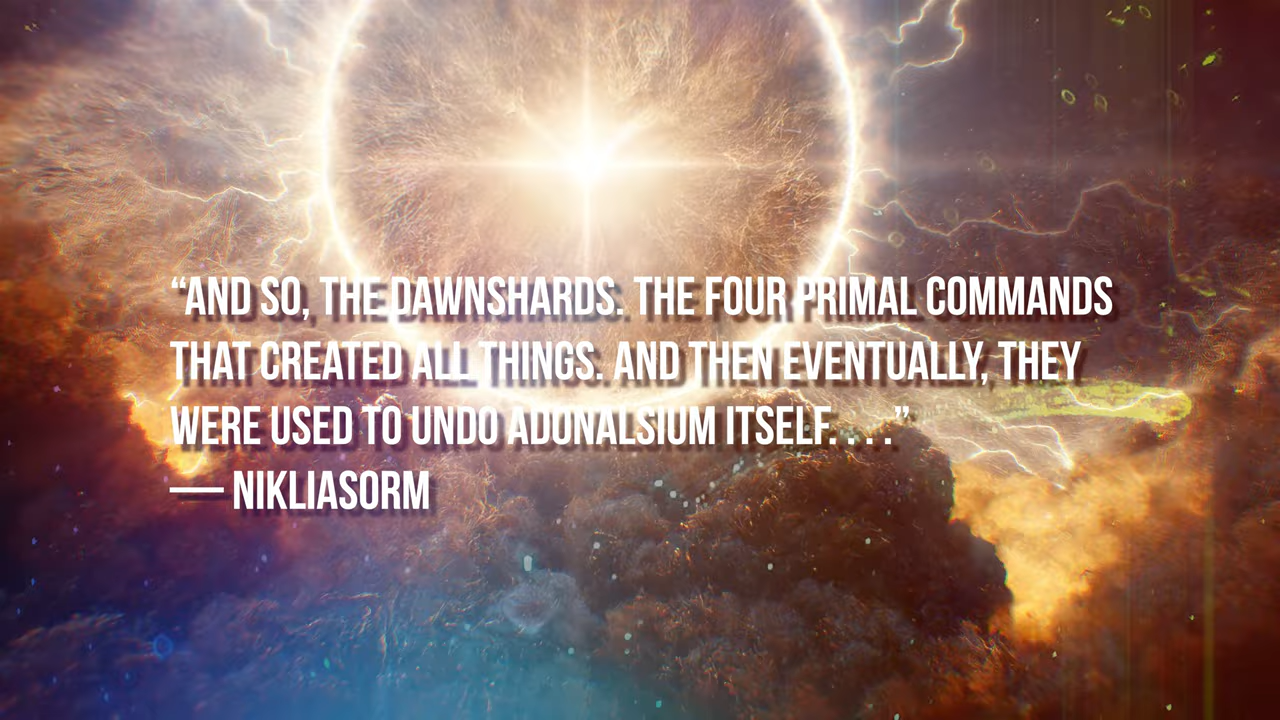 “AND SO, THE DAWNSHARDS. THE FOUR PRIMAL COMMANDS
THAT CREATED ALL THINGS. AND THEN EVENTUALLY, THEY
WERE USED TO UNDO ADONALSIUM ITSELF. . . .”
— NIKLIASORM